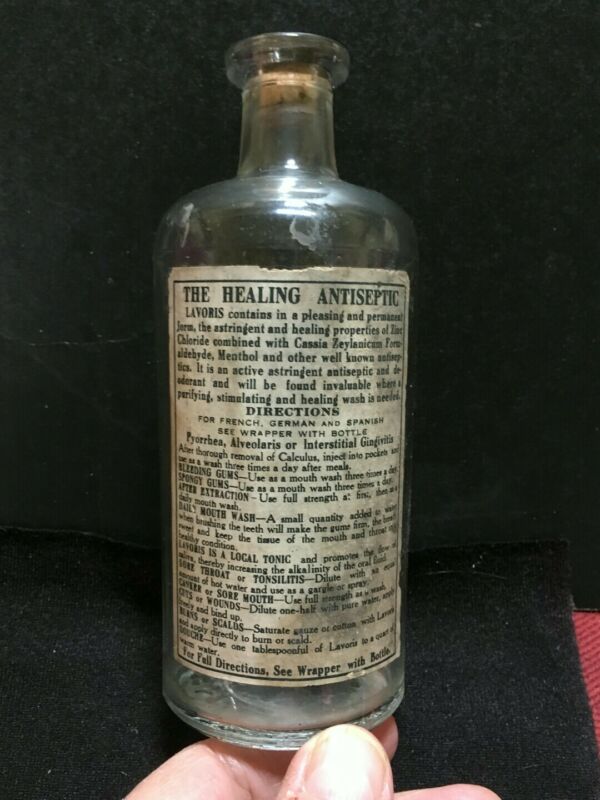 THE HEALING ANTISEPTIC
LAVORIS contains in a pleasing and permanent
form, the astringent and healing properties of Zinc
Chloride combined with Cassia Zeylanicum Form-
aldehyde, Menthol and other well known antisep-
tics. It is an active astringent antiseptic and de-
odorant and will be found invaluable where a
purifying, stimulating and healing wash is needed.
DIRECTIONS
FOR FRENCH, GERMAN AND SPANISH
SEE WRAPPER WITH BOTTLE
Pyorrhea, Alveolaris or Interstitial Gingivitis
After thorough removal of Calculus, inject into pockets and
use as a wash three times a day after meals.
BLEEDING GUMS—Use as a mouth wash three times a day.
SPONGY GUMS—Use as a mouth wash three times a day.
AFTER EXTRACTION—Use full strength at first, then as a
daily mouth wash.
DAILY MOUTH WASH—A small quantity added to water
when brushing the teeth will make the gums firm, the breath
sweet and keep the tissue of the mouth and throat in a
healthy condition.
LAVORIS IS A LOCAL TONIC and promotes the flow of
saliva, thereby increasing the alkalinity of the oral fluid.
SORE THROAT or TONSILITIS—Dilute with an equal
amount of hot water and use as a gargle or spray.
CANKER or SORE MOUTH—Use full strength as a wash.
CUTS or WOUNDS—Dilute one-half with pure water, apply
freely and bind up.
BURNS or SCALDS—Saturate gauze or cotton with Lavoris
and apply directly to burn or scald.
DOUCHE—Use one tablespoonful of Lavoris to a quart of
warm water.
For Full Directions, See Wrapper with Bottle.